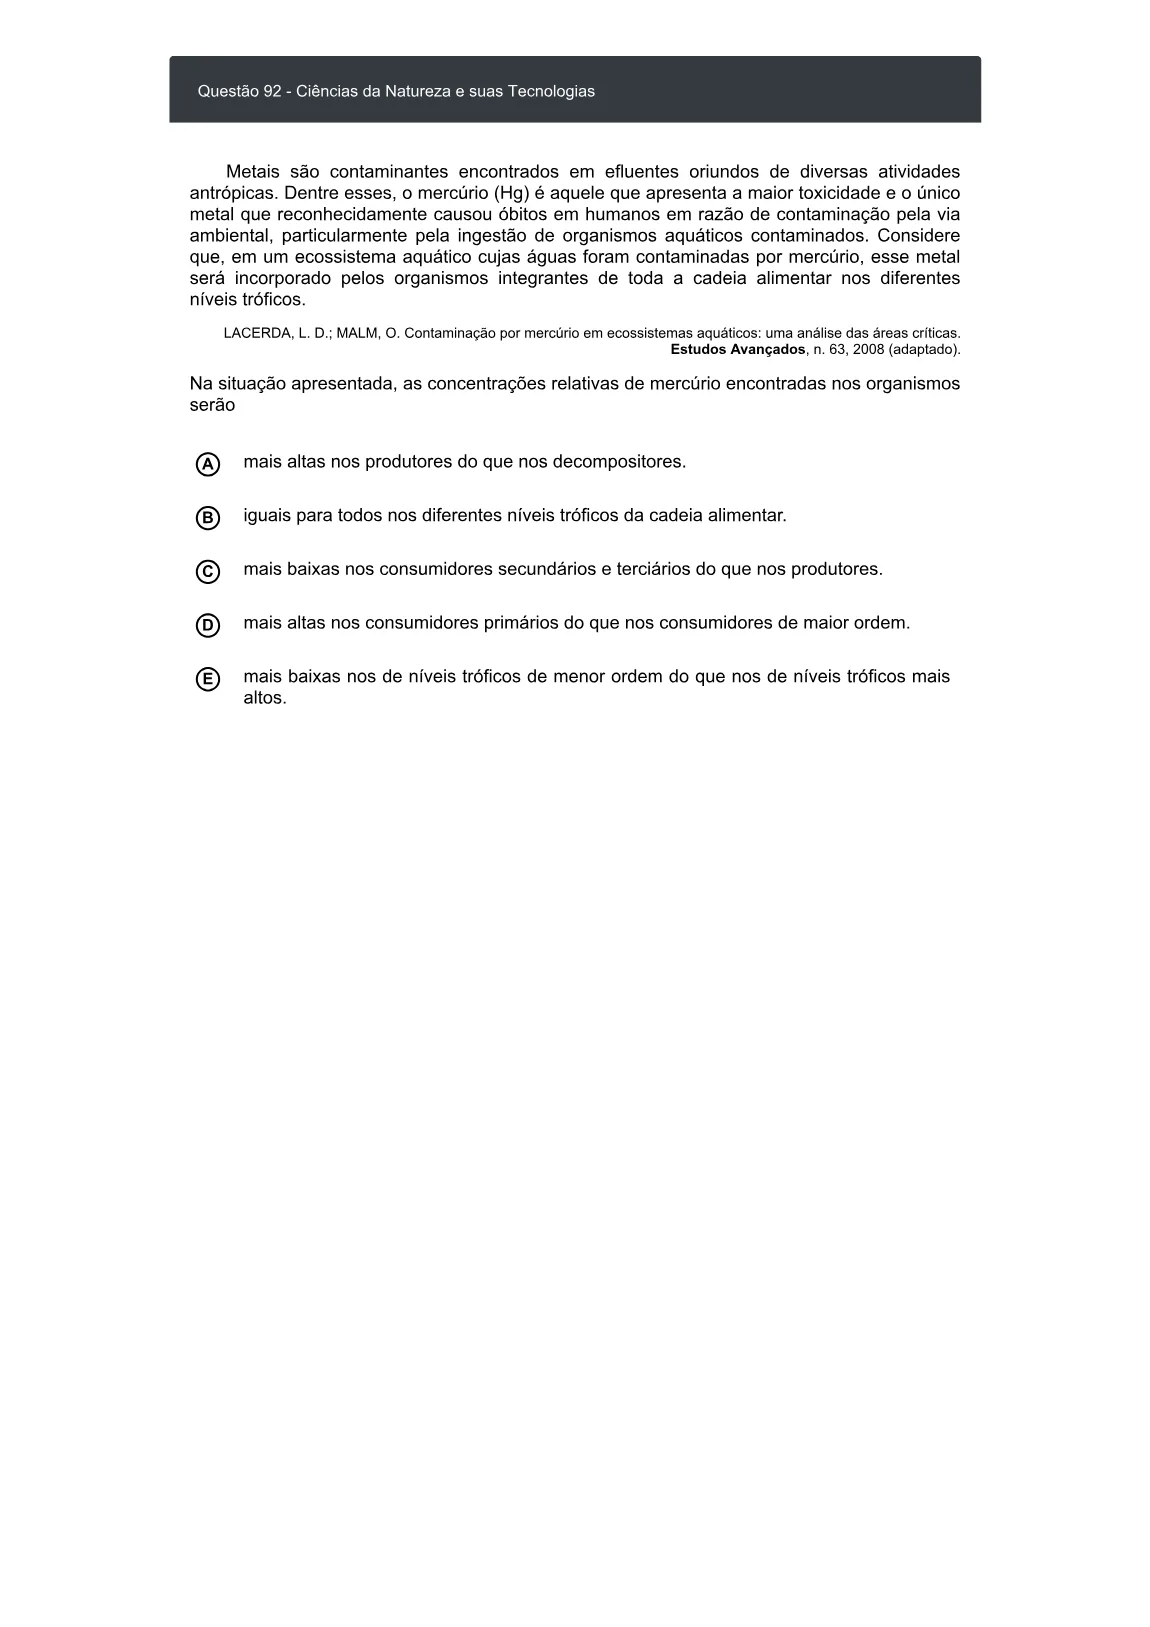 Questão 92 - Ciências da Natureza e suas Tecnologias
Metais são contaminantes encontrados em efluentes oriundos de diversas atividades
antrópicas. Dentre esses, o mercúrio (Hg) é aquele que apresenta a maior toxicidade e o único
metal que reconhecidamente causou óbitos em humanos em razão de contaminação pela via
ambiental, particularmente pela ingestão de organismos aquáticos contaminados. Considere
que, em um ecossistema aquático cujas águas foram contaminadas por mercúrio, esse metal
será incorporado pelos organismos integrantes de toda a cadeia alimentar nos diferentes
níveis tróficos.
LACERDA, L. D.; MALM, O. Contaminação por mercúrio em ecossistemas aquáticos: uma análise das áreas críticas.
Estudos Avançados, n. 63, 2008 (adaptado).
Na situação apresentada, as concentrações relativas de mercúrio encontradas nos organismos
serão
A mais altas nos produtores do que nos decompositores.
B iguais para todos nos diferentes níveis tróficos da cadeia alimentar.
C mais baixas nos consumidores secundários e terciários do que nos produtores.
D mais altas nos consumidores primários do que nos consumidores de maior ordem.
E mais baixas nos de níveis tróficos de menor ordem do que nos de níveis tróficos mais
altos.